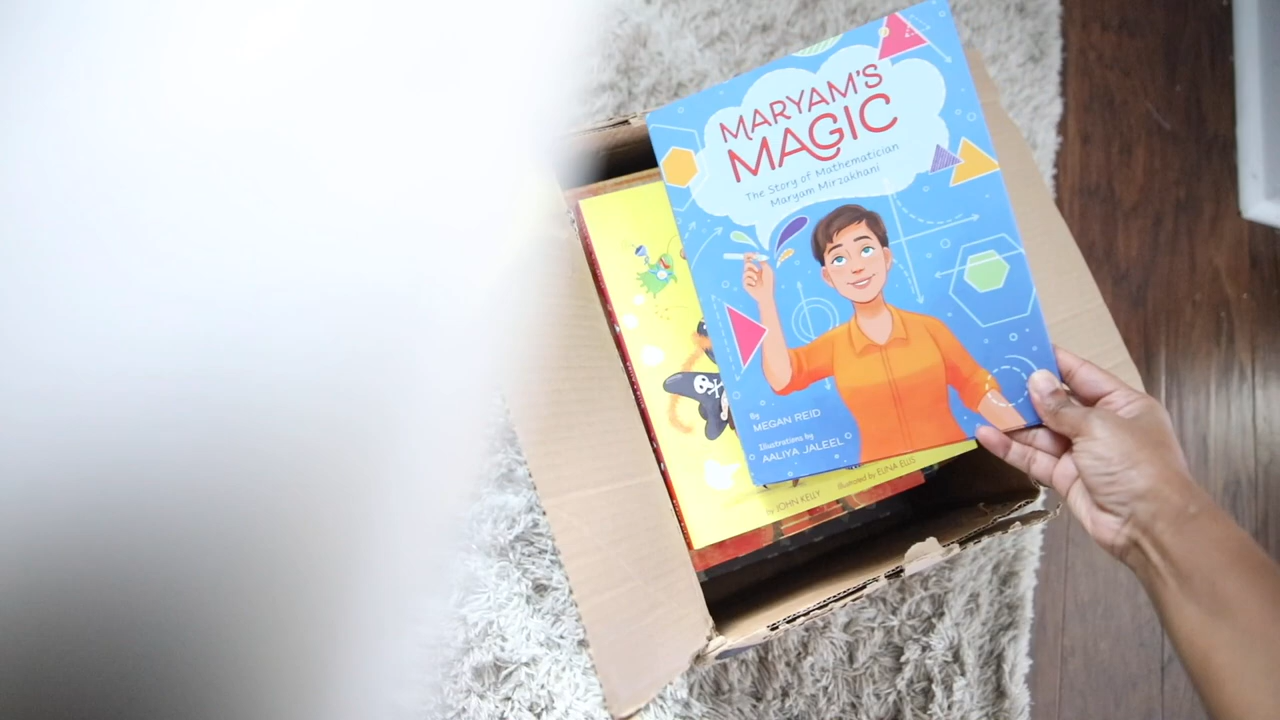 MARYAM'S
MAGIC
The Story of Mathematician
Maryam Mirzakhani
By
MEGAN REID
Illustrations by
AALIYA JALEEL
by JOHN KELLY illustrated by ELINA ELLIS